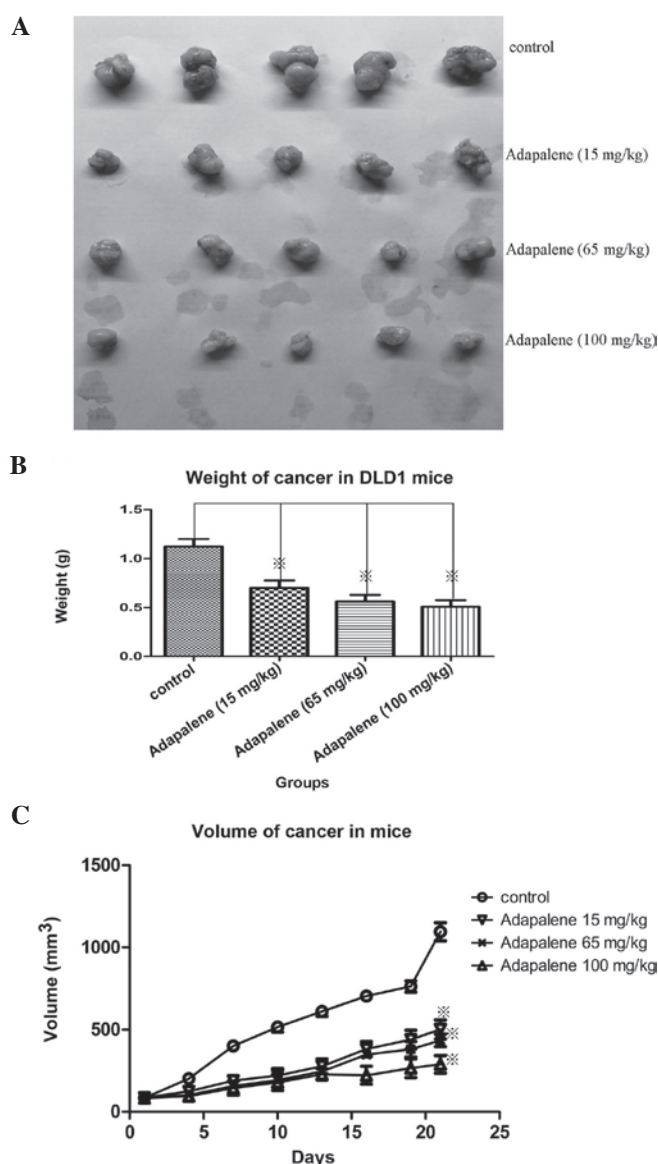 A
control
Adapalene (15 mg/kg)
Adapalene (65 mg/kg)
Adapalene (100 mg/kg)
B
Weight of cancer in DLD1 mice
Weight (g)
1.5
1.0
0.5
0.0
※ ※ ※
control
Adapalene (15 mg/kg)
Adapalene (65 mg/kg)
Adapalene (100 mg/kg)
Groups
C
Volume of cancer in mice
Volume (mm³)
1500
1000
500
0
control
Adapalene 15 mg/kg
Adapalene 65 mg/kg
Adapalene 100 mg/kg
※
※
※
0 5 10 15 20 25
Days